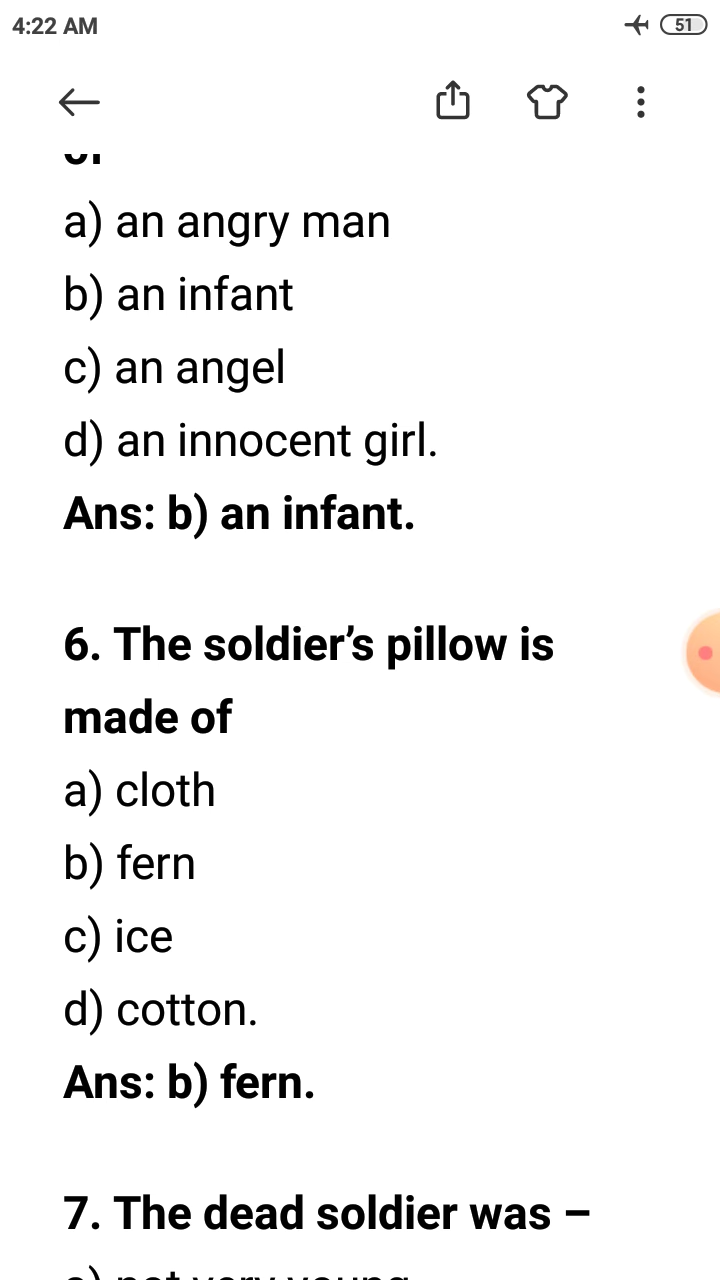 4:22 AM
51
a) an angry man
b) an infant
c) an angel
d) an innocent girl.
Ans: b) an infant.
6. The soldier’s pillow is
made of
a) cloth
b) fern
c) ice
d) cotton.
Ans: b) fern.
7. The dead soldier was –